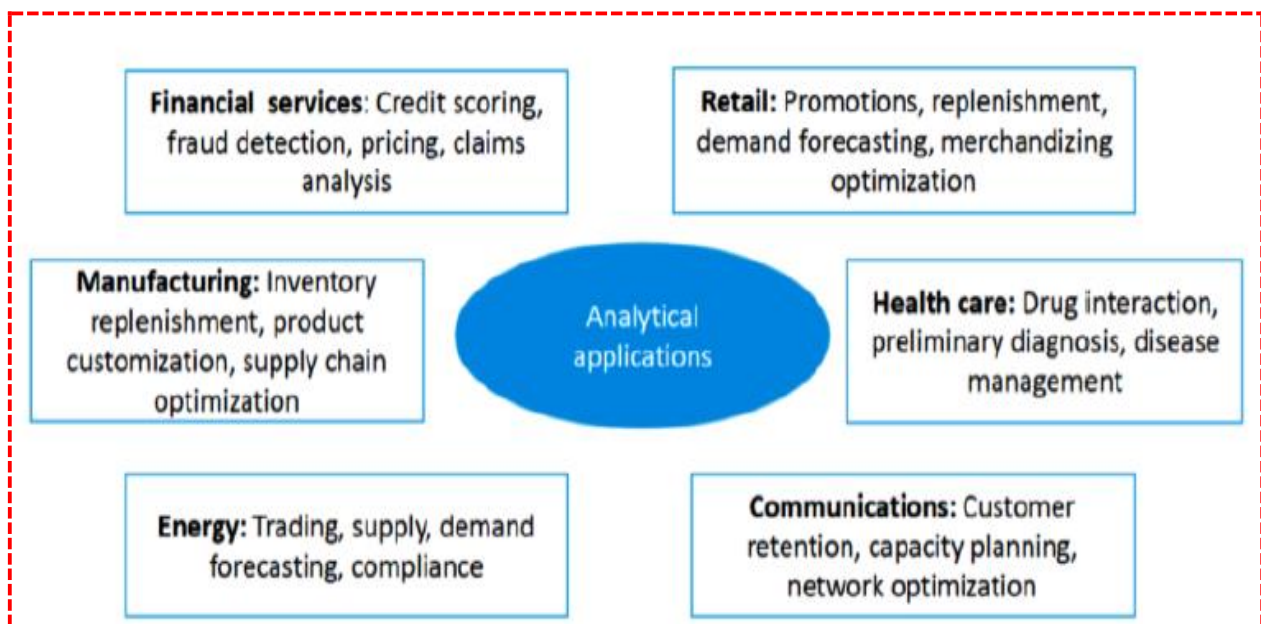 Financial services: Credit scoring,
fraud detection, pricing, claims
analysis
Retail: Promotions, replenishment,
demand forecasting, merchandizing
optimization
Manufacturing: Inventory
replenishment, product
customization, supply chain
optimization
Analytical
applications
Health care: Drug interaction,
preliminary diagnosis, disease
management
Energy: Trading, supply, demand
forecasting, compliance
Communications: Customer
retention, capacity planning,
network optimization